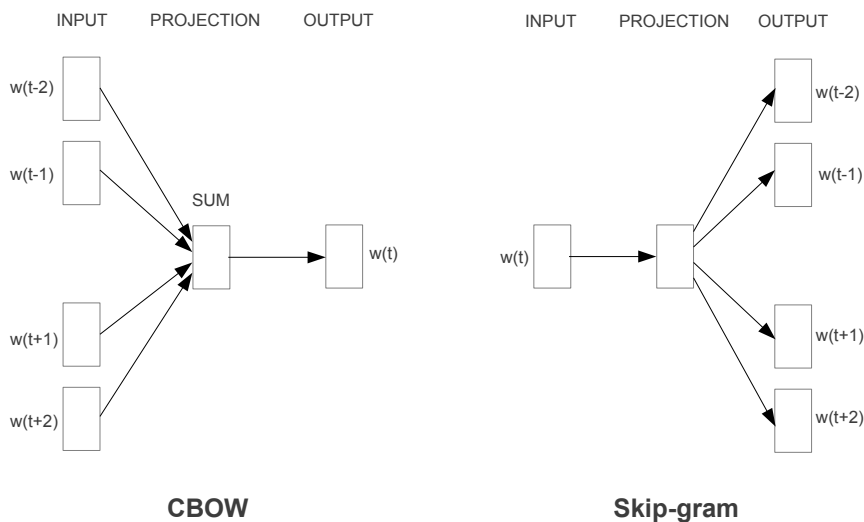 INPUT PROJECTION OUTPUT
w(t-2)
w(t-1)
SUM
w(t)
w(t+1)
w(t+2)
CBOW
INPUT PROJECTION OUTPUT
w(t-2)
w(t-1)
w(t)
w(t+1)
w(t+2)
Skip-gram